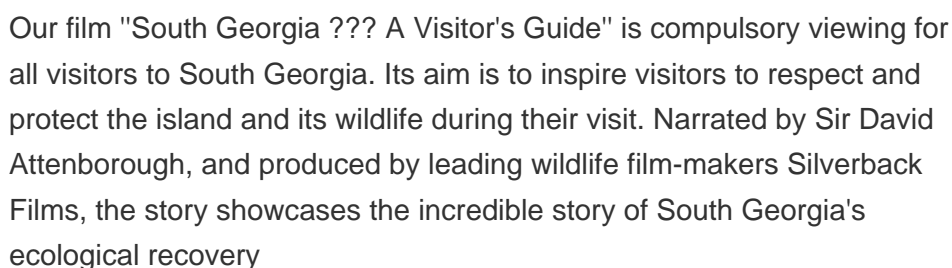 Our film "South Georgia ??? A Visitor's Guide" is compulsory viewing for
all visitors to South Georgia. Its aim is to inspire visitors to respect and
protect the island and its wildlife during their visit. Narrated by Sir David
Attenborough, and produced by leading wildlife film-makers Silverback
Films, the story showcases the incredible story of South Georgia's
ecological recovery